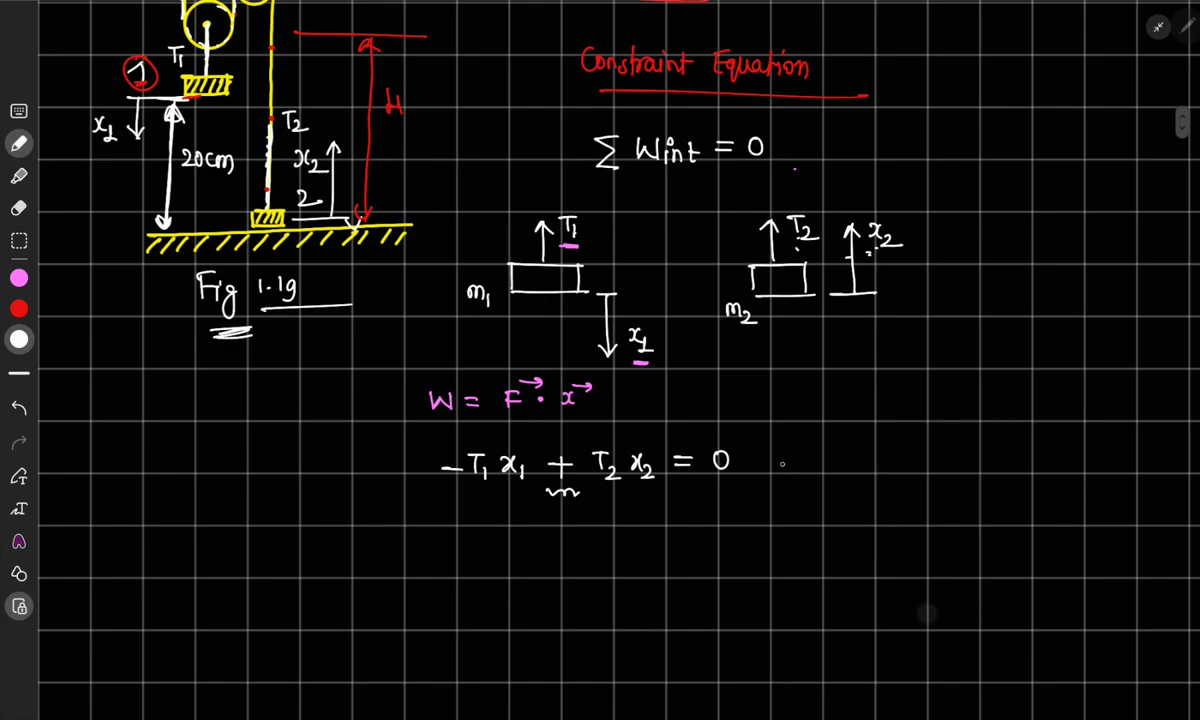 T₁
1
x₁
20cm
T₂
x₂
2
H
Fig 1.19
Constraint Equation
∑ Wint = 0
T₁
m₁
x₁
T₂
x₂
m₂
W = F⃗ · x⃗
-T₁ x₁ + T₂ x₂ = 0